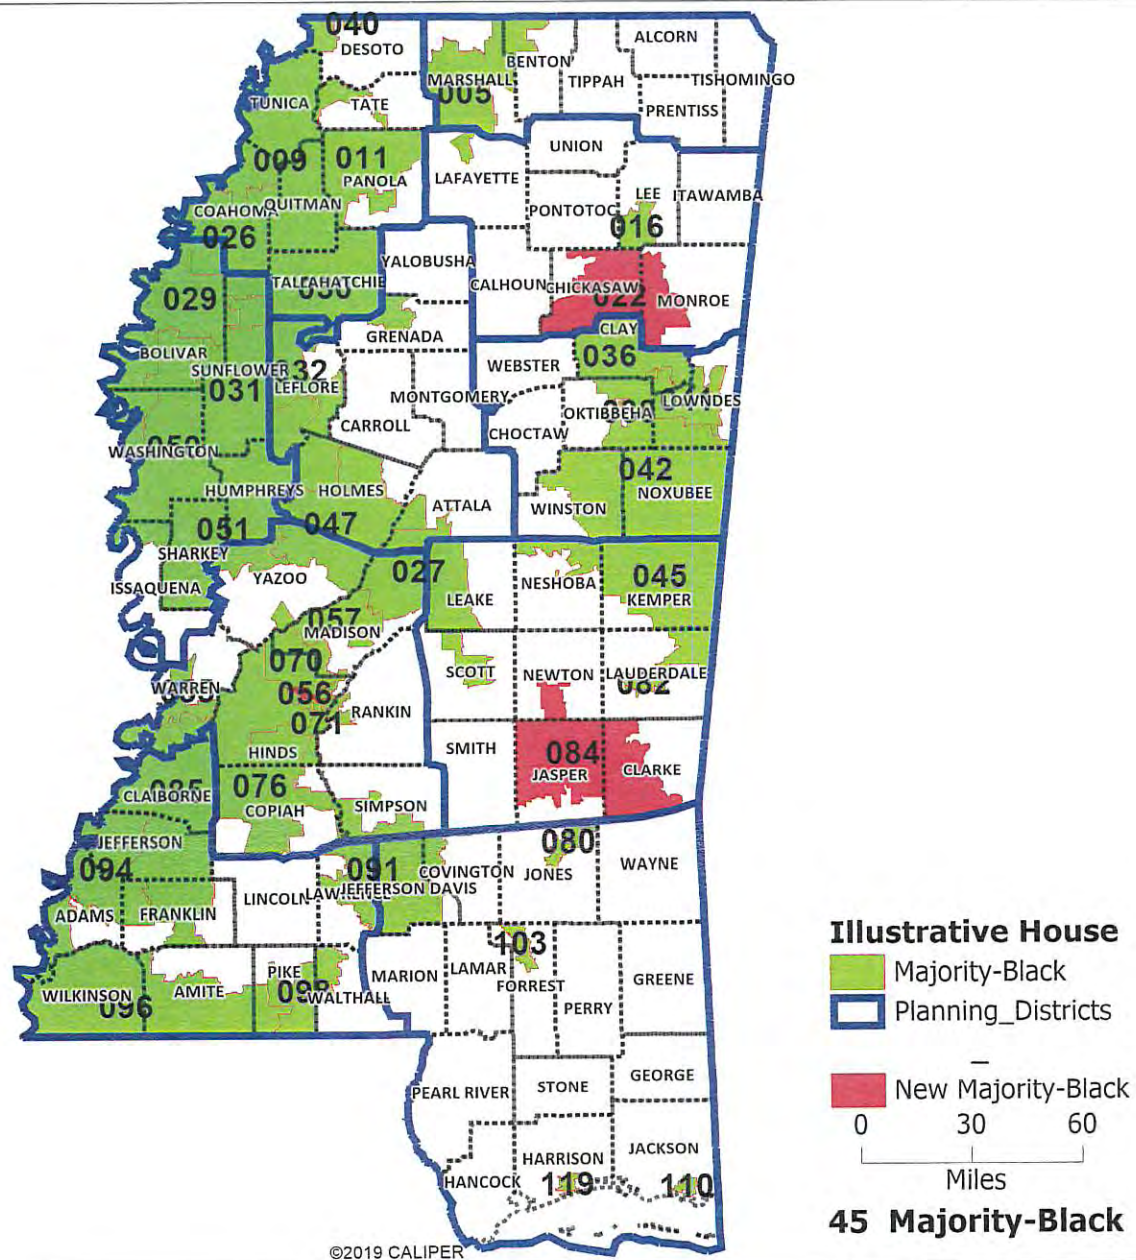 040
DESOTO
ALCORN
BENTON
MARSHALL
TIPPAH
TISHOMINGO
005
TUNICA
TATE
PRENTISS
UNION
009
011
PANOLA
LAFAYETTE
LEE
ITAWAMBA
COAHOMA
QUITMAN
PONTOTOC
016
026
YALOBUSHA
TALLAHATCHIE
CALHOUN
CHICKASAW
029
022
MONROE
CLAY
GRENADA
BOLIVAR
036
SUNFLOWER
032
LEFLORE
WEBSTER
031
MONTGOMERY
OKTIBBEHA
LOWNDES
CARROLL
CHOCTAW
WASHINGTON
042
HUMPHREYS
HOLMES
NOXUBEE
ATTALA
WINSTON
051
047
SHARKEY
027
045
ISSAQUENA
YAZOO
NESHOBA
LEAKE
KEMPER
057
MADISON
070
SCOTT
NEWTON
LAUDERDALE
082
WARREN
056
071
RANKIN
HINDS
SMITH
084
JASPER
CLARKE
076
CLAIBORNE
COPIAH
SIMPSON
JEFFERSON
080
094
091
COVINGTON
JONES
WAYNE
LINCOLN
JEFFERSON DAVIS
ADAMS
FRANKLIN
103
PIKE
MARION
LAMAR
FORREST
GREENE
WILKINSON
AMITE
WALTHALL
096
PERRY
PEARL RIVER
STONE
GEORGE
HARRISON
JACKSON
HANCOCK
119
110
©2019 CALIPER
Illustrative House
Majority-Black
Planning_Districts
–
New Majority-Black
0 30 60
Miles
45 Majority-Black